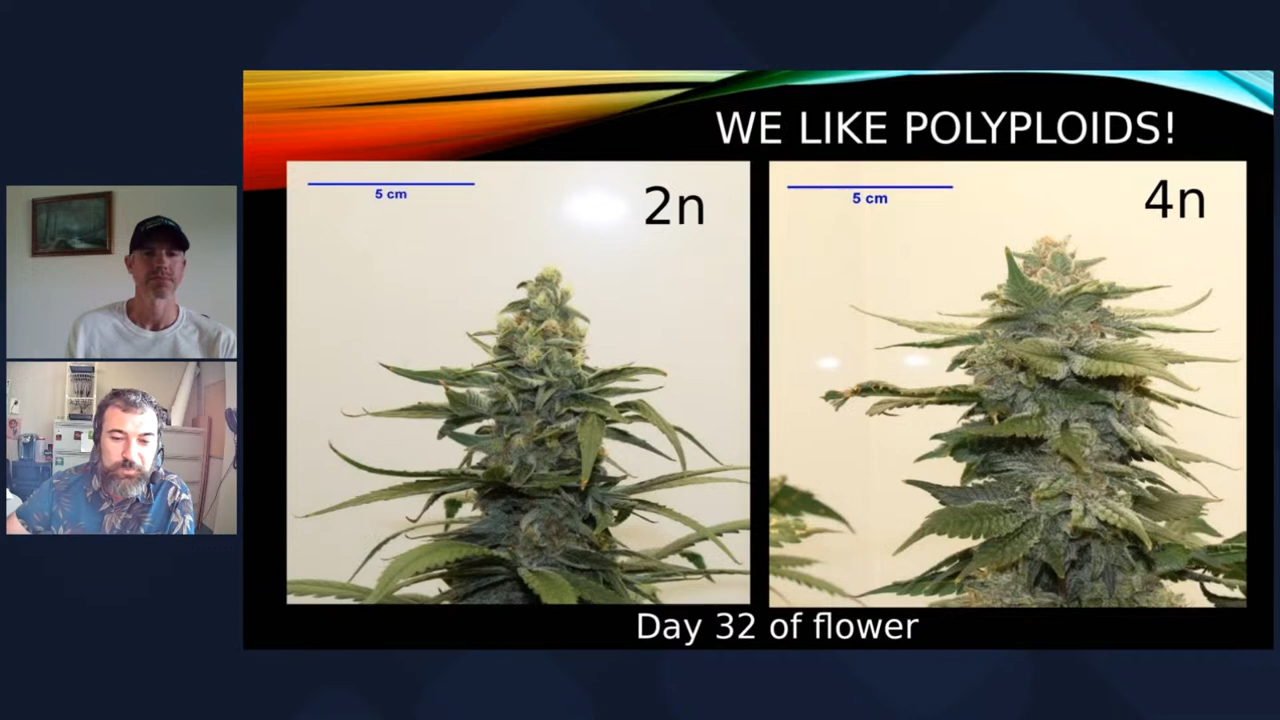 WE LIKE POLYPLOIDS!
5 cm
2n
5 cm
4n
Day 32 of flower